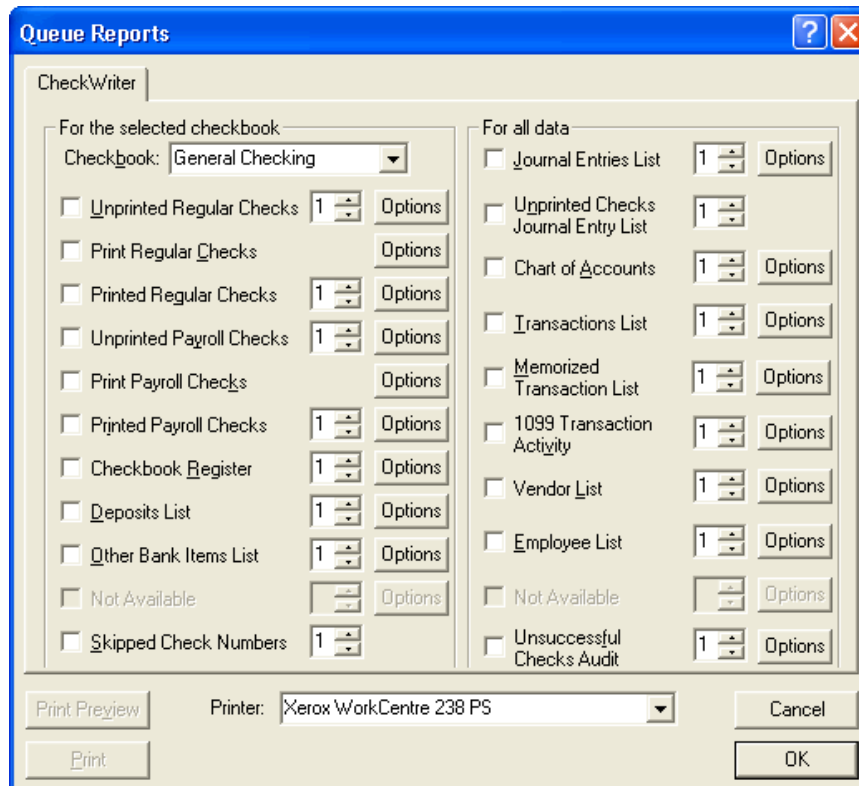 Queue Reports
CheckWriter
For the selected checkbook
Checkbook: General Checking
Unprinted Regular Checks 1 Options
Print Regular Checks Options
Printed Regular Checks 1 Options
Unprinted Payroll Checks 1 Options
Print Payroll Checks Options
Printed Payroll Checks 1 Options
Checkbook Register 1 Options
Deposits List 1 Options
Other Bank Items List 1 Options
Not Available Options
Skipped Check Numbers 1
For all data
Journal Entries List 1 Options
Unprinted Checks
Journal Entry List 1
Chart of Accounts 1 Options
Transactions List 1 Options
Memorized
Transaction List 1 Options
1099 Transaction
Activity 1 Options
Vendor List 1 Options
Employee List 1 Options
Not Available Options
Unsuccessful
Checks Audit 1 Options
Print Preview Printer: Xerox WorkCentre 238 PS Cancel
Print OK